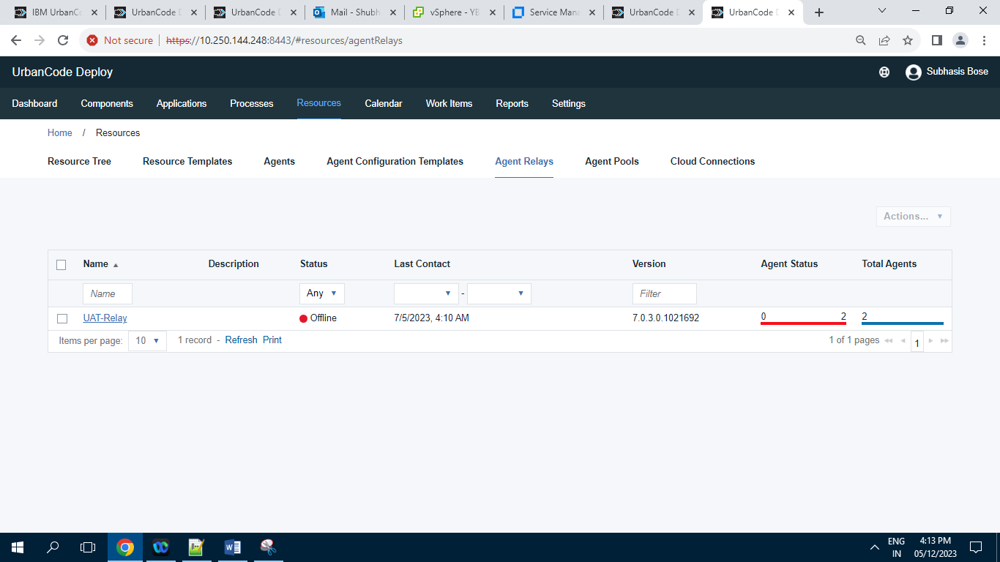 IBM UrbanCo
UrbanCode D
UrbanCode D
Mail - Shubh
vSphere - YB
Service Mana
UrbanCode D
UrbanCode D
Not secure
https://10.250.144.248:8443/#resources/agentRelays
UrbanCode Deploy
Subhasis Bose
Dashboard Components Applications Processes Resources Calendar Work Items Reports Settings
Home / Resources
Resource Tree Resource Templates Agents Agent Configuration Templates Agent Relays Agent Pools Cloud Connections
Actions...
Name Description Status Last Contact Version Agent Status Total Agents
Name Any - Filter
UAT-Relay Offline 7/5/2023, 4:10 AM 7.0.3.0.1021692 0 2 2
Items per page: 10 1 record - Refresh Print 1 of 1 pages 1
ENG
IN
4:13 PM
05/12/2023